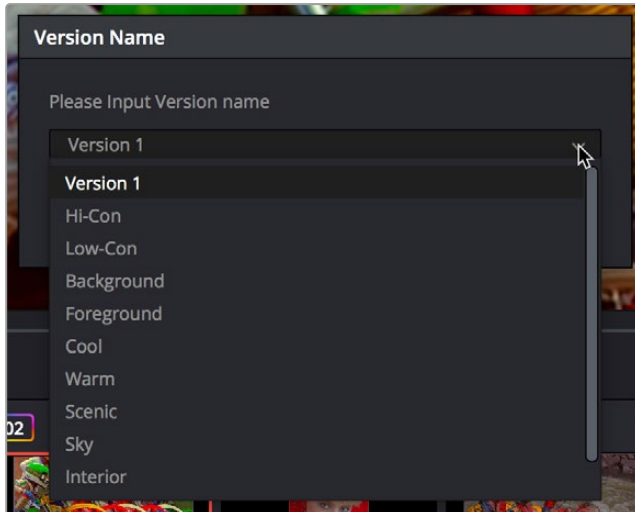 Version Name
Please Input Version name
Version 1
Version 1
Hi-Con
Low-Con
Background
Foreground
Cool
Warm
Scenic
02
Sky
Interior